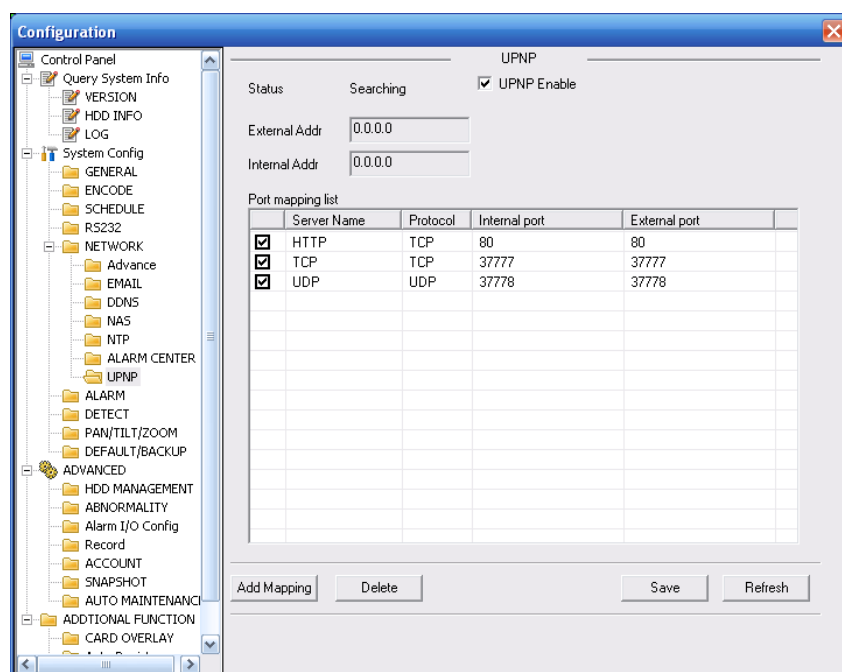 Configuration
Control Panel
Query System Info
VERSION
HDD INFO
LOG
System Config
GENERAL
ENCODE
SCHEDULE
RS232
NETWORK
Advance
EMAIL
DDNS
NAS
NTP
ALARM CENTER
UPNP
ALARM
DETECT
PAN/TILT/ZOOM
DEFAULT/BACKUP
ADVANCED
HDD MANAGEMENT
ABNORMALITY
Alarm I/O Config
Record
ACCOUNT
SNAPSHOT
AUTO MAINTENANC
ADDTIONAL FUNCTION
CARD OVERLAY
UPNP
Status Searching UPNP Enable
External Addr 0.0.0.0
Internal Addr 0.0.0.0
Port mapping list
Server Name Protocol Internal port External port
HTTP TCP 80 80
TCP TCP 37777 37777
UDP UDP 37778 37778
Add Mapping Delete Save Refresh